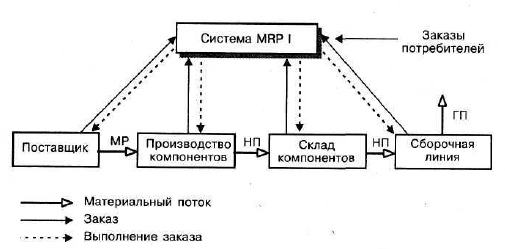 Система MRP I
Заказы
потребителей
ГП
Поставщик
МР
Производство
компонентов
НП
Склад
компонентов
НП
Сборочная
линия
Материальный поток
Заказ
Выполнение заказа